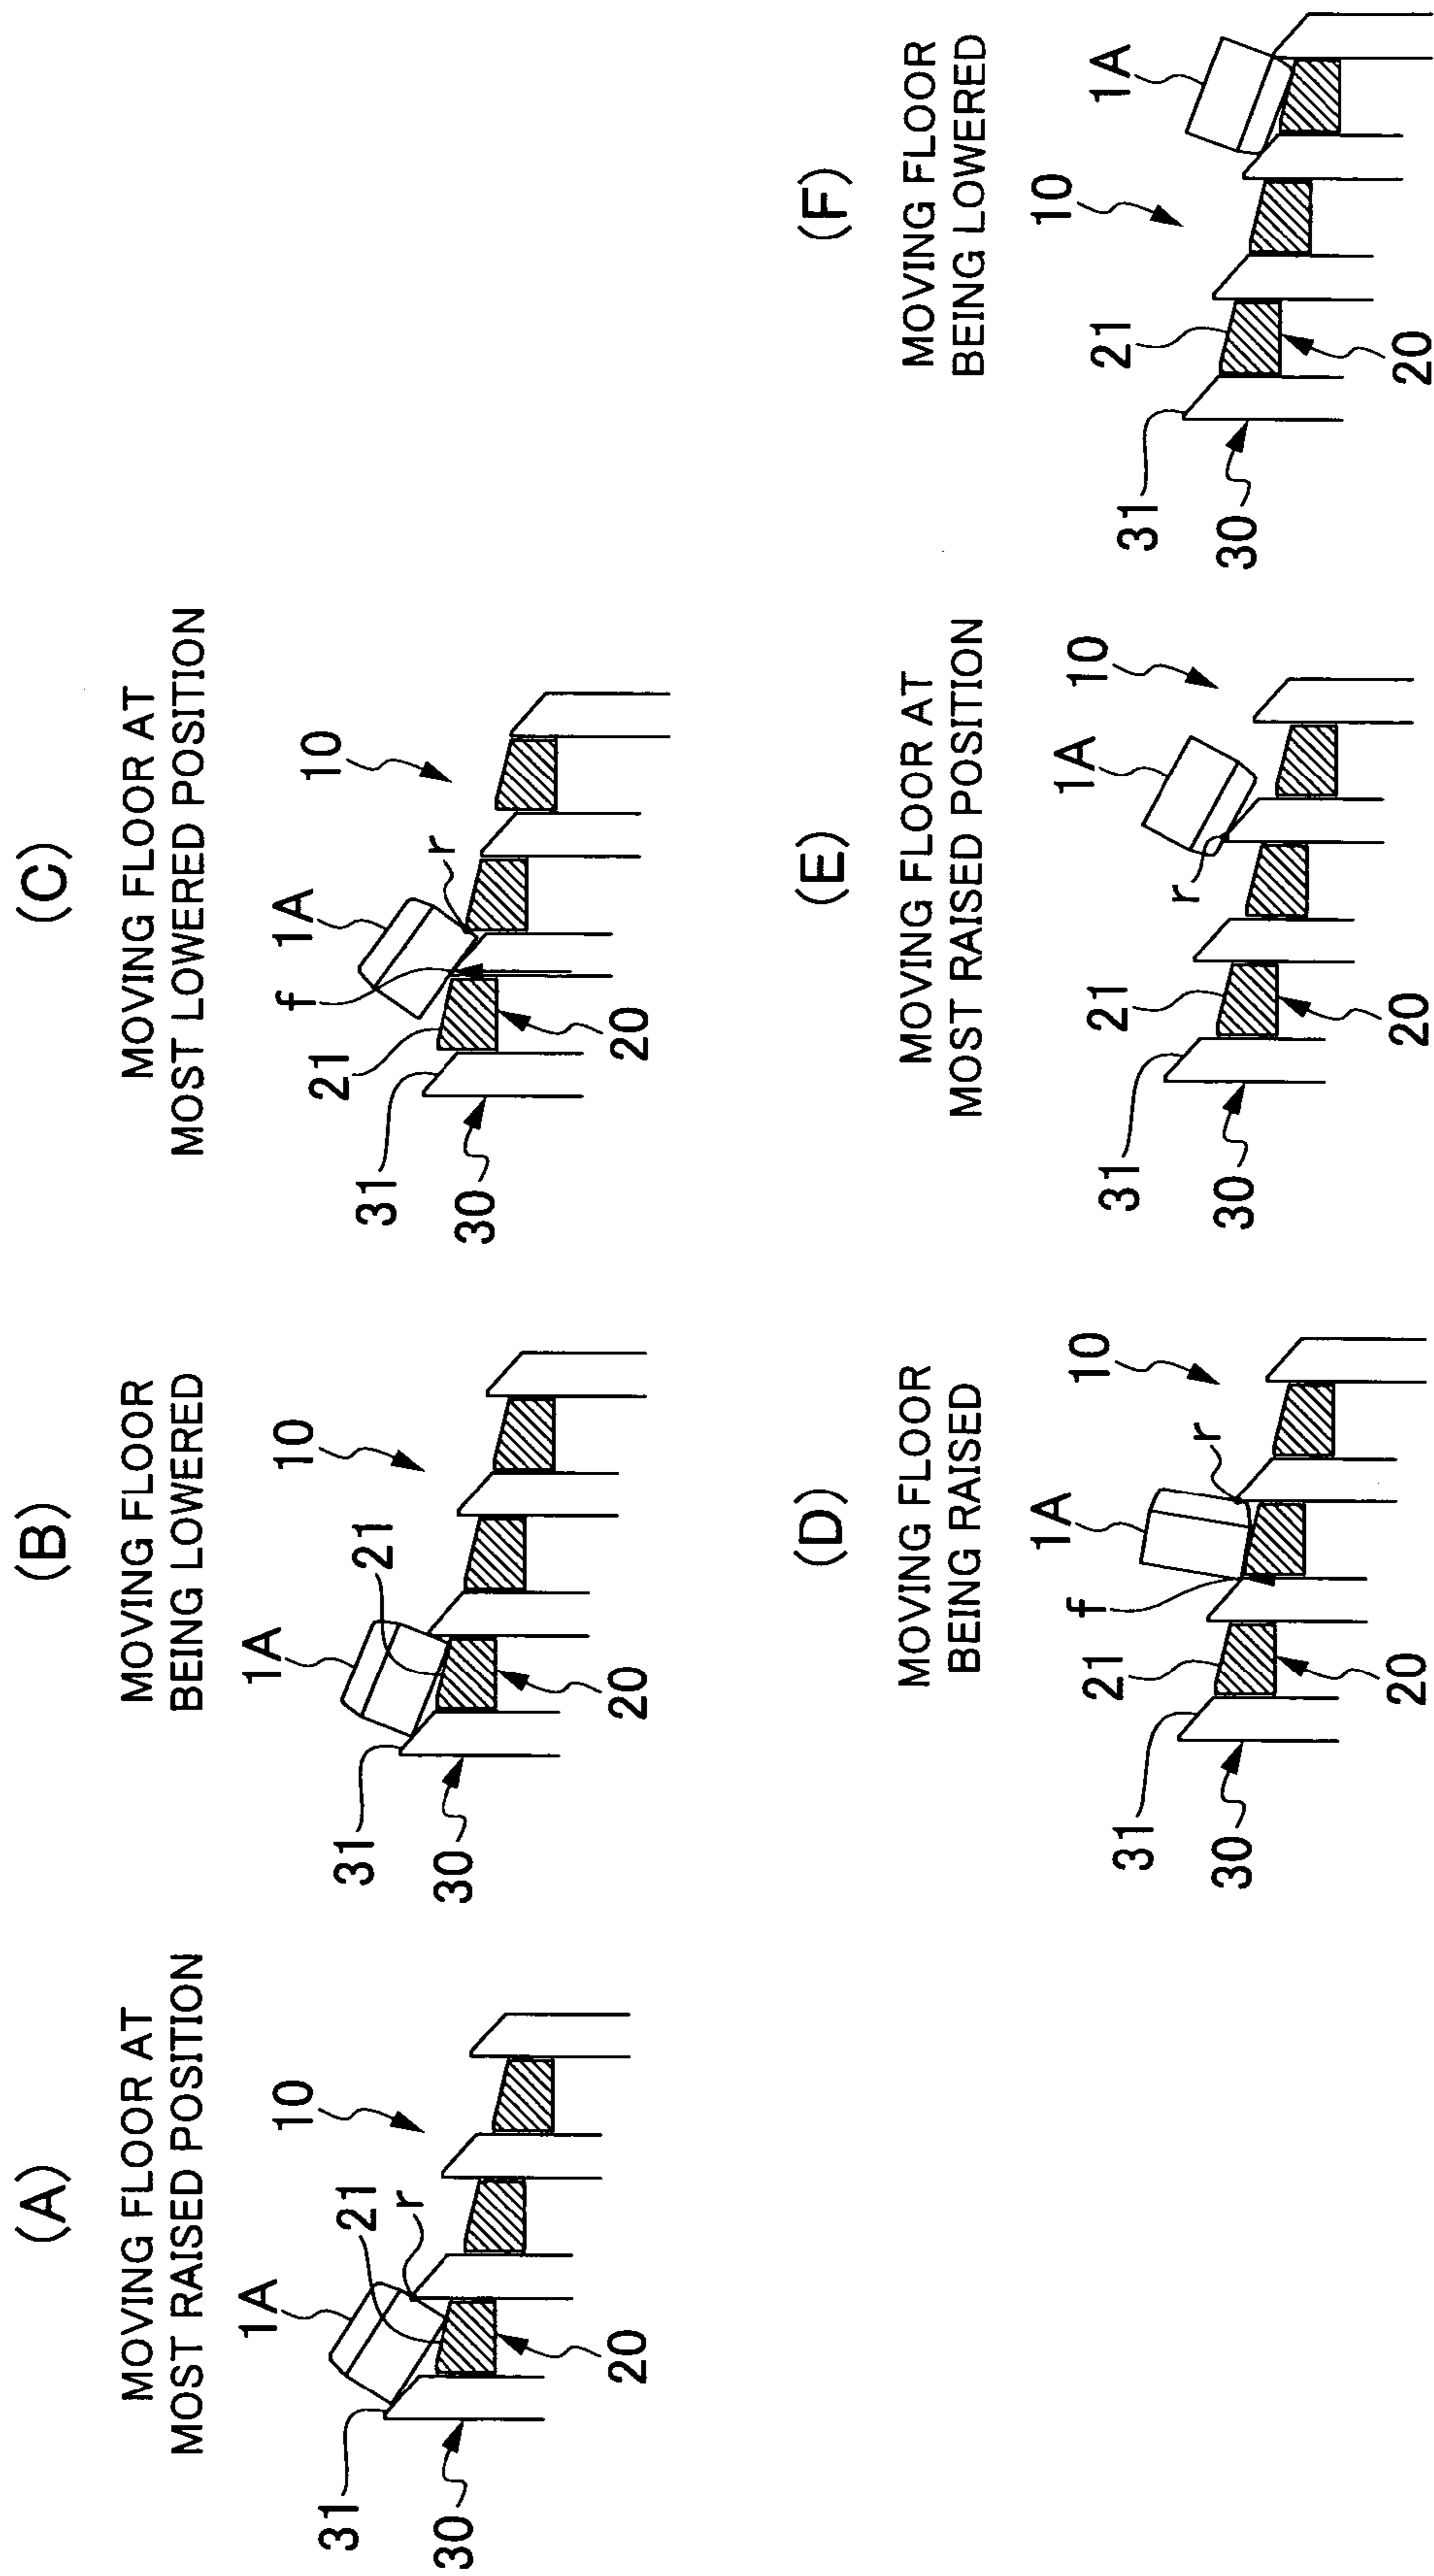 (A)
MOVING FLOOR AT
MOST RAISED POSITION
1A
21
r
10
31
30
20
(B)
MOVING FLOOR
BEING LOWERED
1A
21
10
31
30
20
(C)
MOVING FLOOR AT
MOST LOWERED POSITION
1A
f
r
10
21
31
30
20
(D)
MOVING FLOOR
BEING RAISED
1A
r
10
f
21
31
30
20
(E)
MOVING FLOOR AT
MOST RAISED POSITION
1A
10
r
21
31
30
20
(F)
MOVING FLOOR
BEING LOWERED
1A
10
21
31
30
20